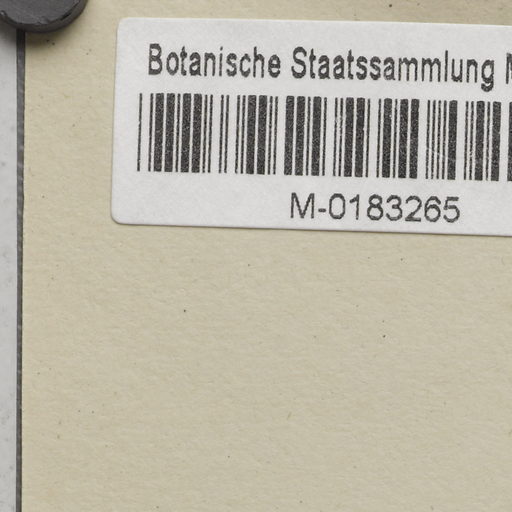 Botanische Staatssammlung
M-0183265